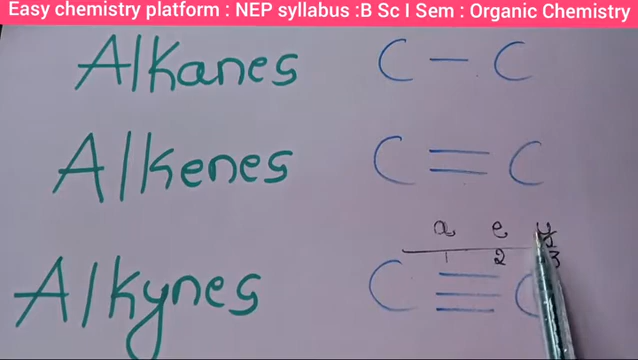 Easy chemistry platform : NEP syllabus :B Sc I Sem : Organic Chemistry
Alkanes C - C
Alkenes C = C
a e y
1 2 3
Alkynes C ≡ C